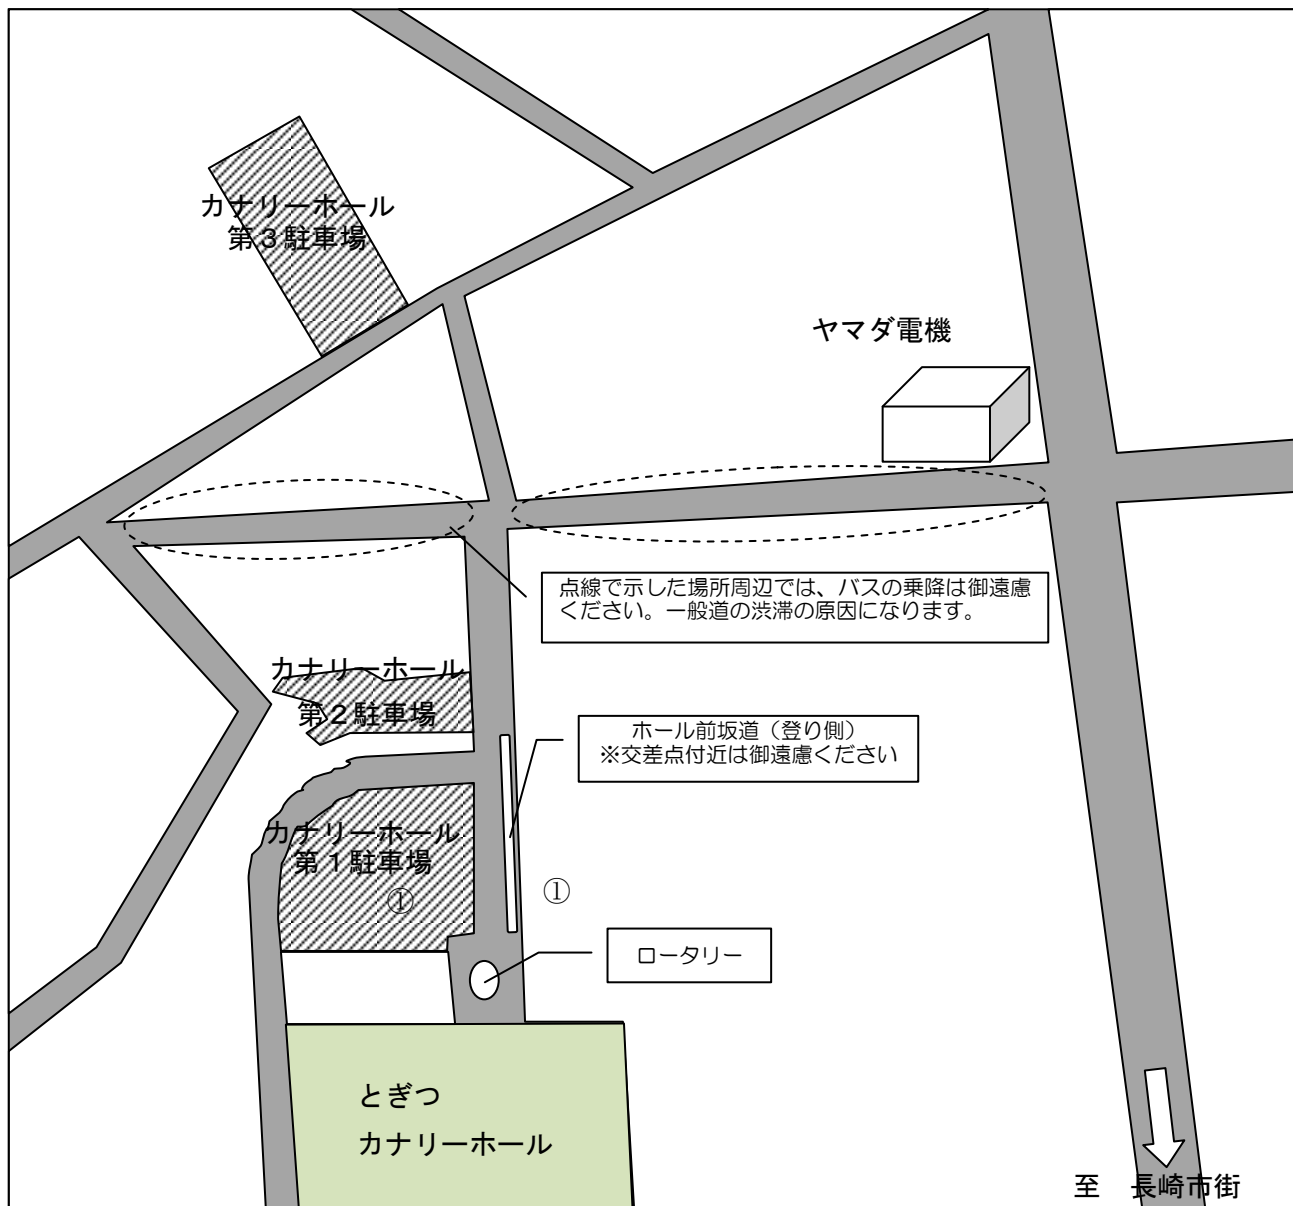 カナリーホール
第３駐車場
ヤマダ電機
点線で示した場所周辺では、バスの乗降は御遠慮
ください。一般道の渋滞の原因になります。
カナリーホール
第２駐車場
ホール前坂道（登り側）
※交差点付近は御遠慮ください
カナリーホール
第１駐車場
①
①
ロータリー
とぎつ
カナリーホール
至　長崎市街